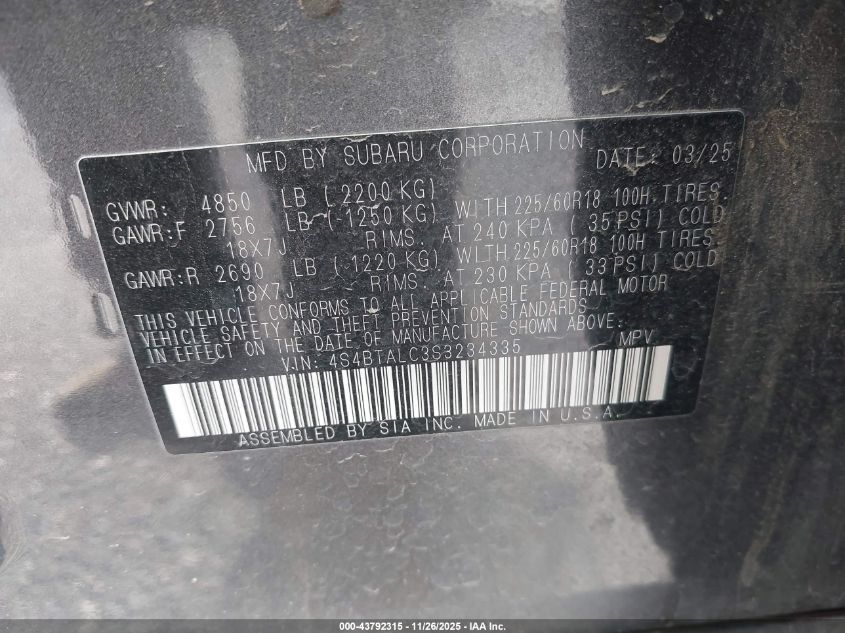 MFD BY SUBARU CORPORATION DATE: 03/25
GVWR: 4850 LB (2200 KG)
GAWR:F 2756 LB (1250 KG) WITH 225/60R18 100H TIRES,
18X7J RIMS, AT 240 KPA (35 PSI) COLD
GAWR:R 2690 LB (1220 KG) WITH 225/60R18 100H TIRES,
18X7J RIMS, AT 230 KPA (33 PSI) COLD
THIS VEHICLE CONFORMS TO ALL APPLICABLE FEDERAL MOTOR
VEHICLE SAFETY AND THEFT PREVENTION STANDARDS
IN EFFECT ON THE DATE OF MANUFACTURE SHOWN ABOVE.
VIN: 4S4BTALC3S3234335 MPV
ASSEMBLED BY SIA INC. MADE IN U.S.A.
000-43792315 - 11/26/2025 - IAA Inc.